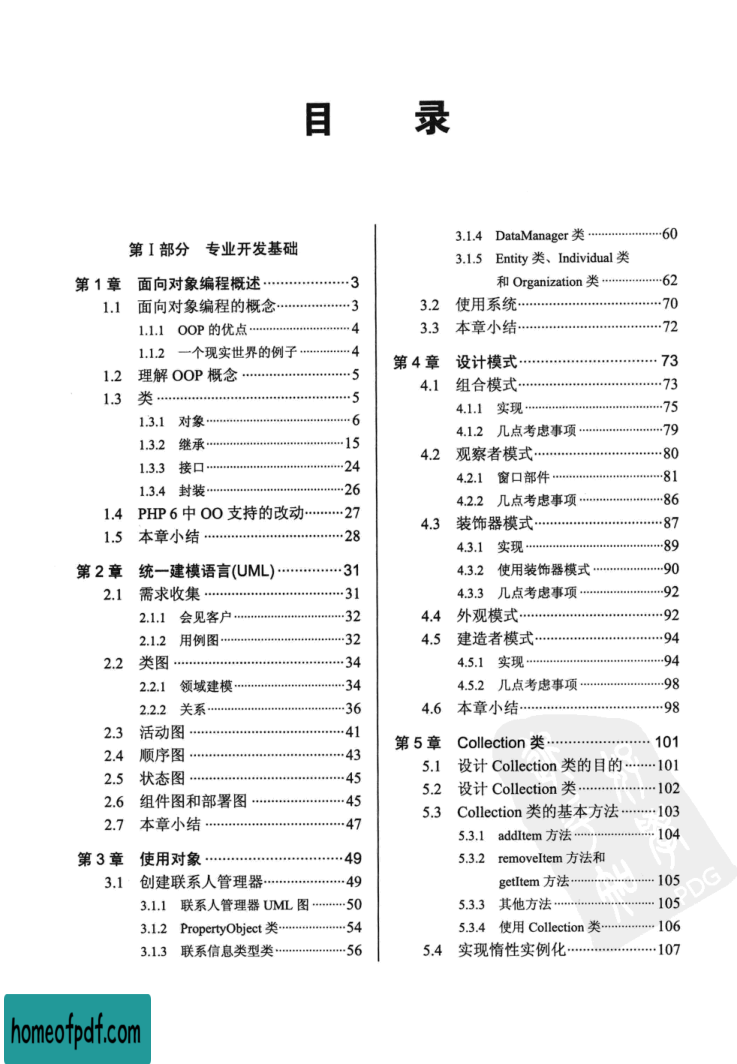 目 录
第Ⅰ部分 专业开发基础
第1章 面向对象编程概述…………………3
1.1 面向对象编程的概念………………3
1.1.1 OOP 的优点………………………4
1.1.2 一个现实世界的例子……………4
1.2 理解 OOP 概念……………………5
1.3 类……………………………………5
1.3.1 对象………………………………6
1.3.2 继承………………………………15
1.3.3 接口………………………………24
1.3.4 封装………………………………26
1.4 PHP 6 中 OO 支持的改动………27
1.5 本章小结……………………………28
第2章 统一建模语言(UML)……………31
2.1 需求收集……………………………31
2.1.1 会见客户…………………………32
2.1.2 用例图……………………………32
2.2 类图…………………………………34
2.2.1 领域建模…………………………34
2.2.2 关系………………………………36
2.3 活动图………………………………41
2.4 顺序图………………………………43
2.5 状态图………………………………45
2.6 组件图和部署图……………………45
2.7 本章小结……………………………47
第3章 使用对象…………………………49
3.1 创建联系人管理器…………………49
3.1.1 联系人管理器 UML 图………50
3.1.2 PropertyObject 类………………54
3.1.3 联系信息类型类…………………56
3.1.4 DataManager 类…………………60
3.1.5 Entity 类、Individual 类
和 Organization 类………………62
3.2 使用系统……………………………70
3.3 本章小结……………………………72
第4章 设计模式…………………………73
4.1 组合模式……………………………73
4.1.1 实现………………………………75
4.1.2 几点考虑事项……………………79
4.2 观察者模式…………………………80
4.2.1 窗口部件…………………………81
4.2.2 几点考虑事项……………………86
4.3 装饰器模式…………………………87
4.3.1 实现………………………………89
4.3.2 使用装饰器模式…………………90
4.3.3 几点考虑事项……………………92
4.4 外观模式……………………………92
4.5 建造者模式…………………………94
4.5.1 实现………………………………94
4.5.2 几点考虑事项……………………98
4.6 本章小结……………………………98
第5章 Collection 类……………………101
5.1 设计 Collection 类的目的………101
5.2 设计 Collection 类………………102
5.3 Collection 类的基本方法………103
5.3.1 addItem 方法……………………104
5.3.2 removeItem 方法和
getItem 方法……………………105
5.3.3 其他方法…………………………105
5.3.4 使用 Collection 类………………106
5.4 实现惰性实例化……………………107
PDG
homeofpdf.com